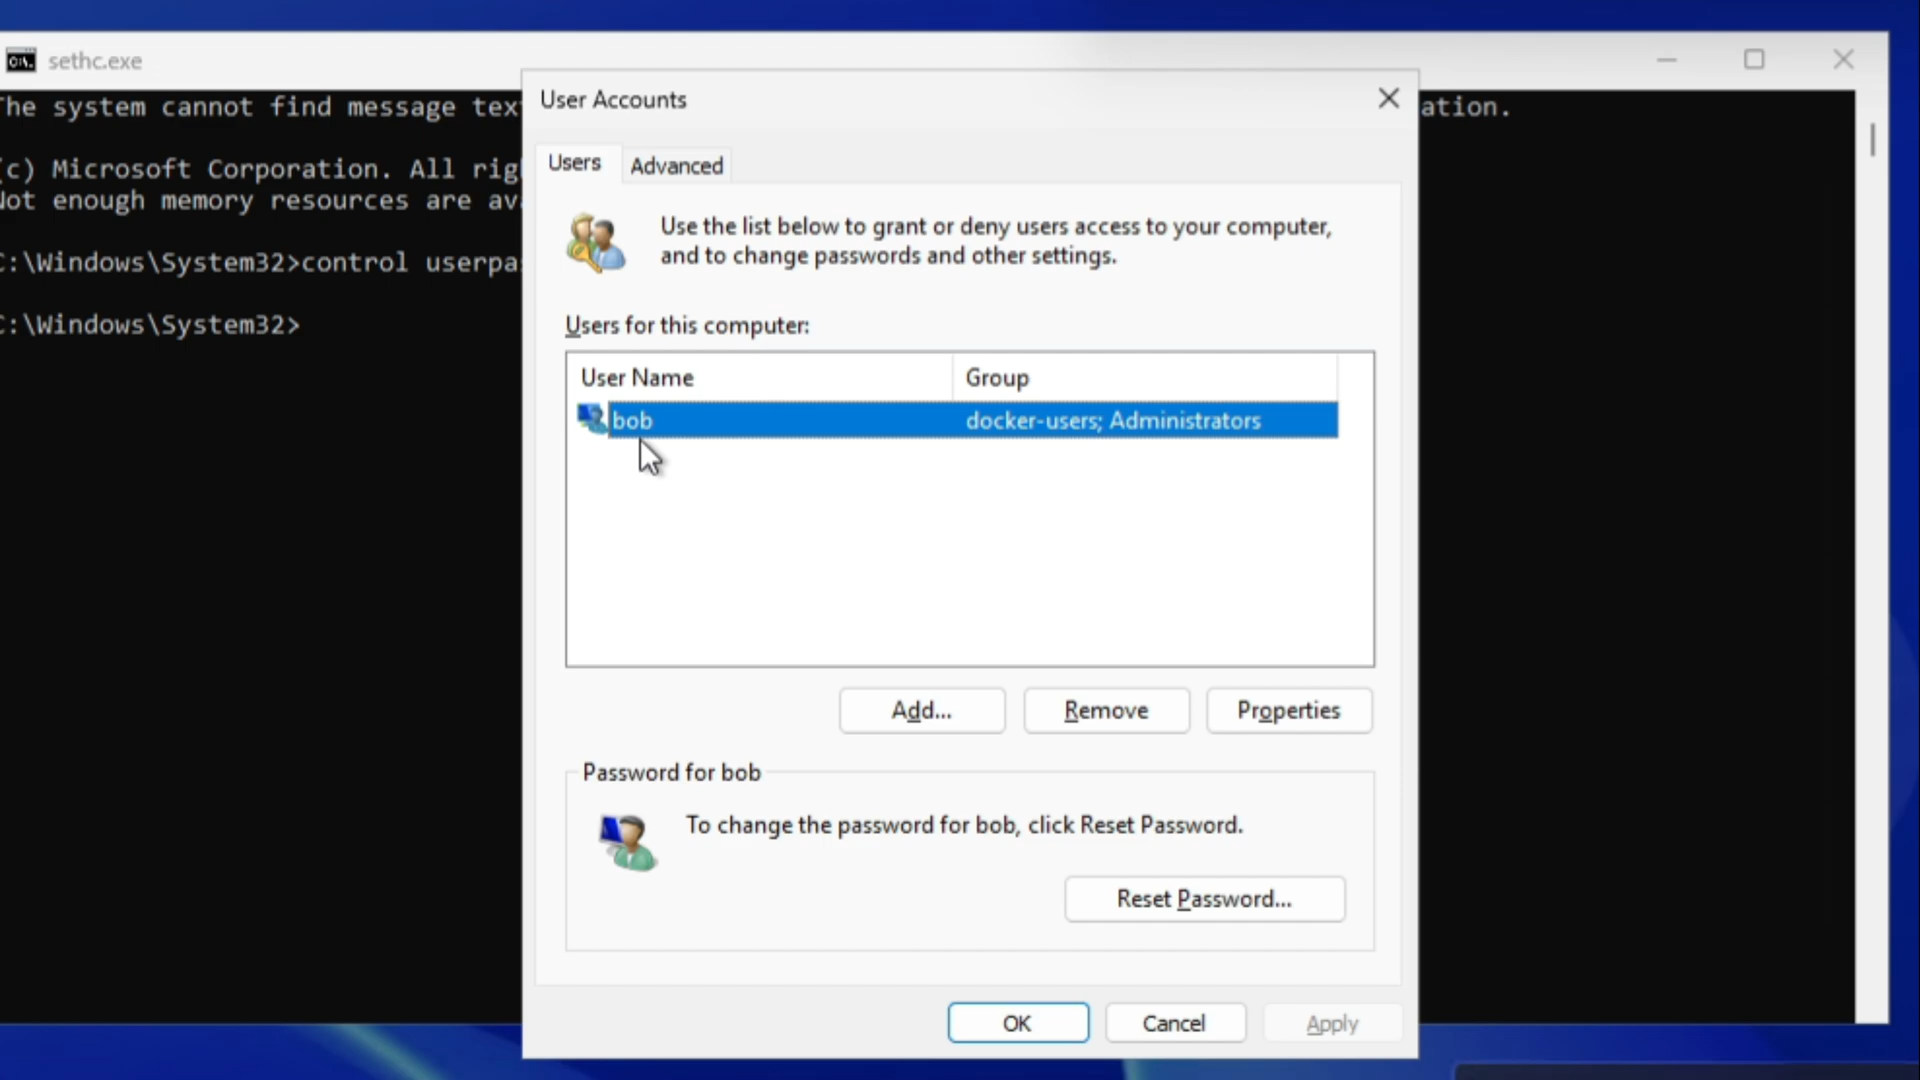 sethc.exe
The system cannot find message tex
ation.
(c) Microsoft Corporation. All rig
Not enough memory resources are av
C:\Windows\System32>control userpa
C:\Windows\System32>
User Accounts
Users
Advanced
Use the list below to grant or deny users access to your computer,
and to change passwords and other settings.
Users for this computer:
User Name
Group
bob
docker-users; Administrators
Add...
Remove
Properties
Password for bob
To change the password for bob, click Reset Password.
Reset Password...
OK
Cancel
Apply